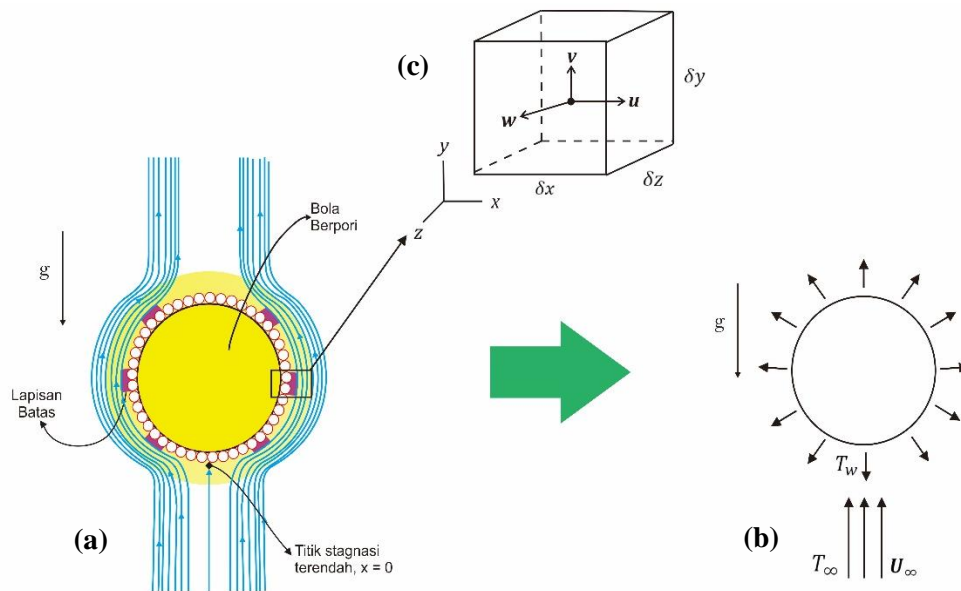 (c)
v
w
u
δy
δx
δz
y
x
z
g
Bola
Berpori
Lapisan
Batas
(a)
Titik stagnasi
terendah, x = 0
g
T_w
(b)
T_∞
U_∞